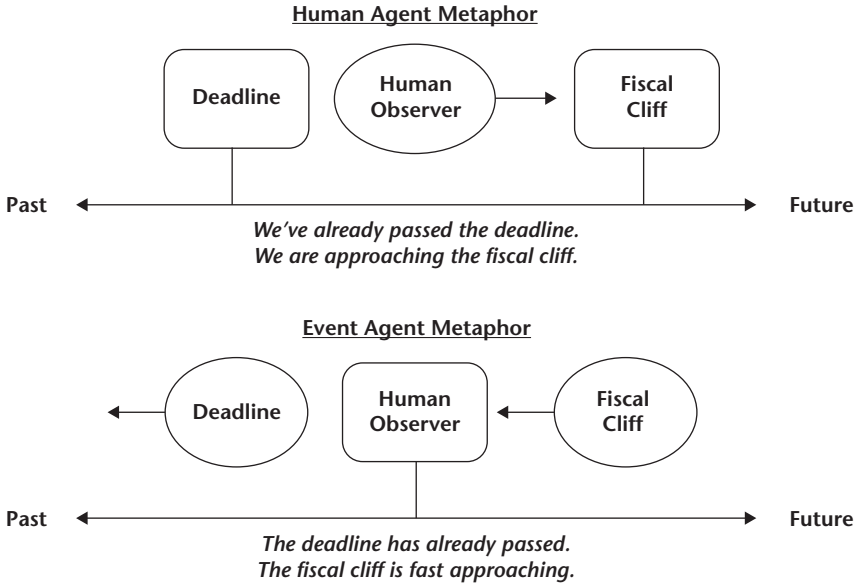 Human Agent Metaphor
Deadline
Human
Observer
Fiscal
Cliff
Past
Future
We’ve already passed the deadline.
We are approaching the fiscal cliff.
Event Agent Metaphor
Deadline
Human
Observer
Fiscal
Cliff
Past
Future
The deadline has already passed.
The fiscal cliff is fast approaching.